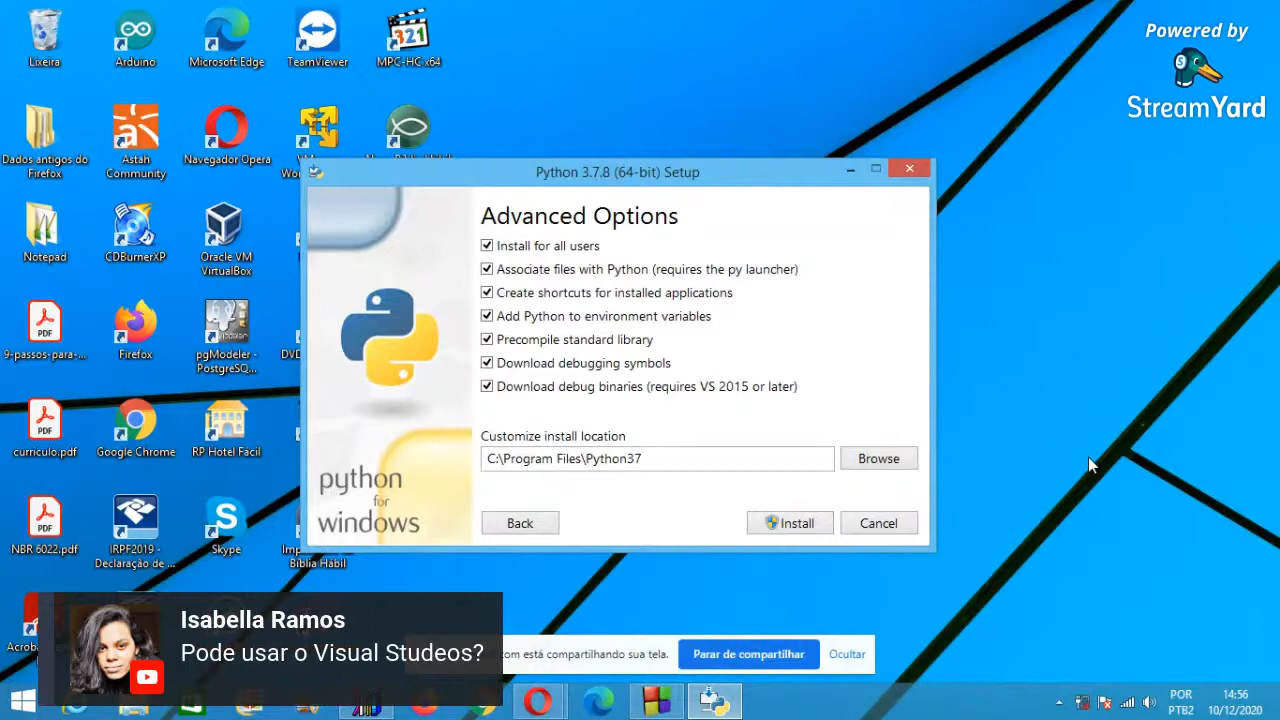 Powered by
StreamYard
Lixeira
Arduino
Microsoft Edge
TeamViewer
321
MPC-HC x64
Dados antigos do
Firefox
Astah
Community
Navegador Opera
Notepad
CDBurnerXP
Oracle VM
VirtualBox
PDF
9-passos-para-...
Firefox
pgModeler -
PostgreSQ...
PDF
curriculo.pdf
Google Chrome
RP Hotel Fácil
PDF
NBR 6022.pdf
IRPF2019 -
Declaração de ...
Skype
Bíblia Hábil
Python 3.7.8 (64-bit) Setup
Advanced Options
Install for all users
Associate files with Python (requires the py launcher)
Create shortcuts for installed applications
Add Python to environment variables
Precompile standard library
Download debugging symbols
Download debug binaries (requires VS 2015 or later)
Customize install location
C:\Program Files\Python37
Browse
python
for
windows
Back
Install
Cancel
Isabella Ramos
Pode usar o Visual Studeos?
com está compartilhando sua tela.
Parar de compartilhar
Ocultar
POR
PTB2
14:56
10/12/2020